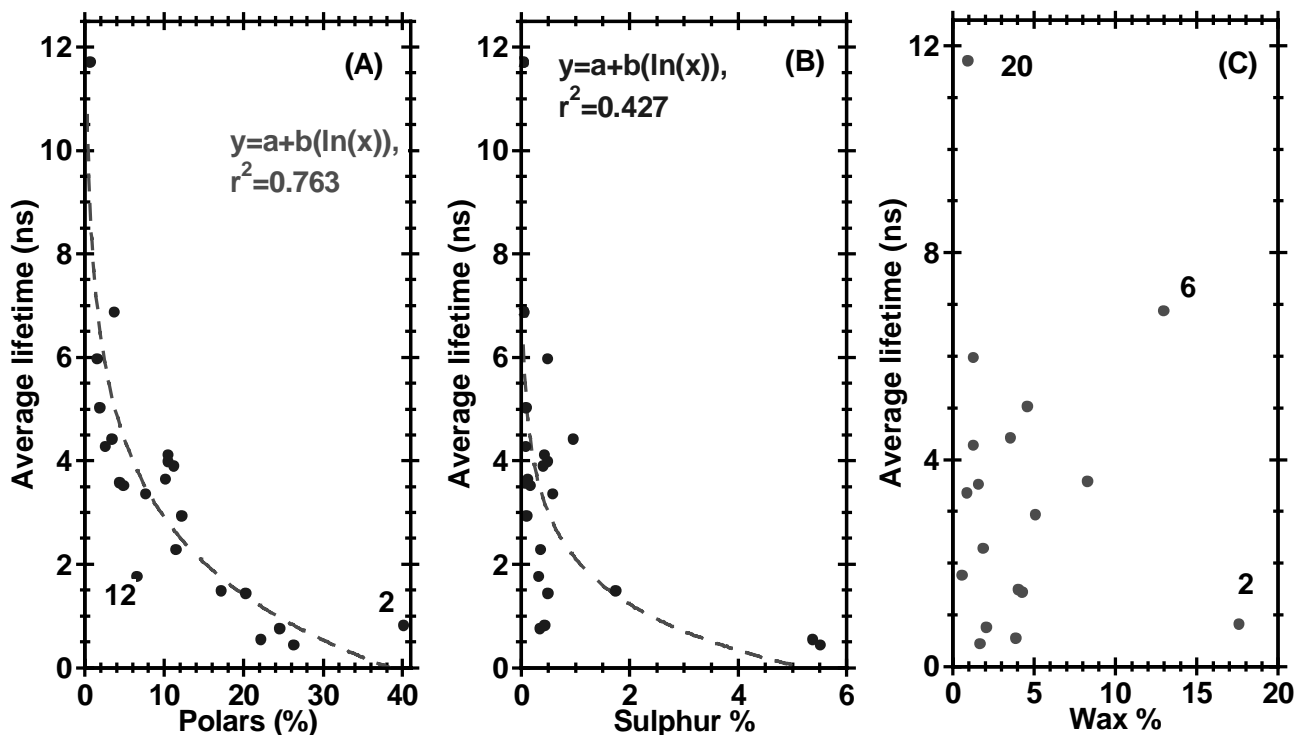 (A)
y=a+b(ln(x)),
r²=0.763
12
2
Average lifetime (ns)
0
2
4
6
8
10
12
0
10
20
30
40
Polars (%)
(B)
y=a+b(ln(x)),
r²=0.427
Average lifetime (ns)
0
2
4
6
8
10
12
0
2
4
6
Sulphur %
(C)
20
6
2
Average lifetime (ns)
0
4
8
12
0
5
10
15
20
Wax %